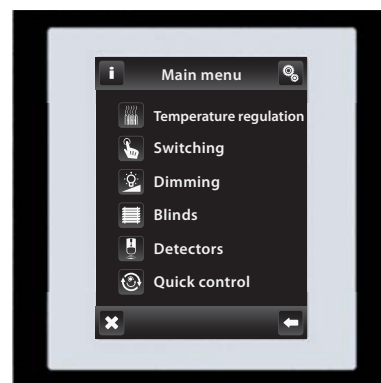 i Main menu
Temperature regulation
Switching
Dimming
Blinds
Detectors
Quick control